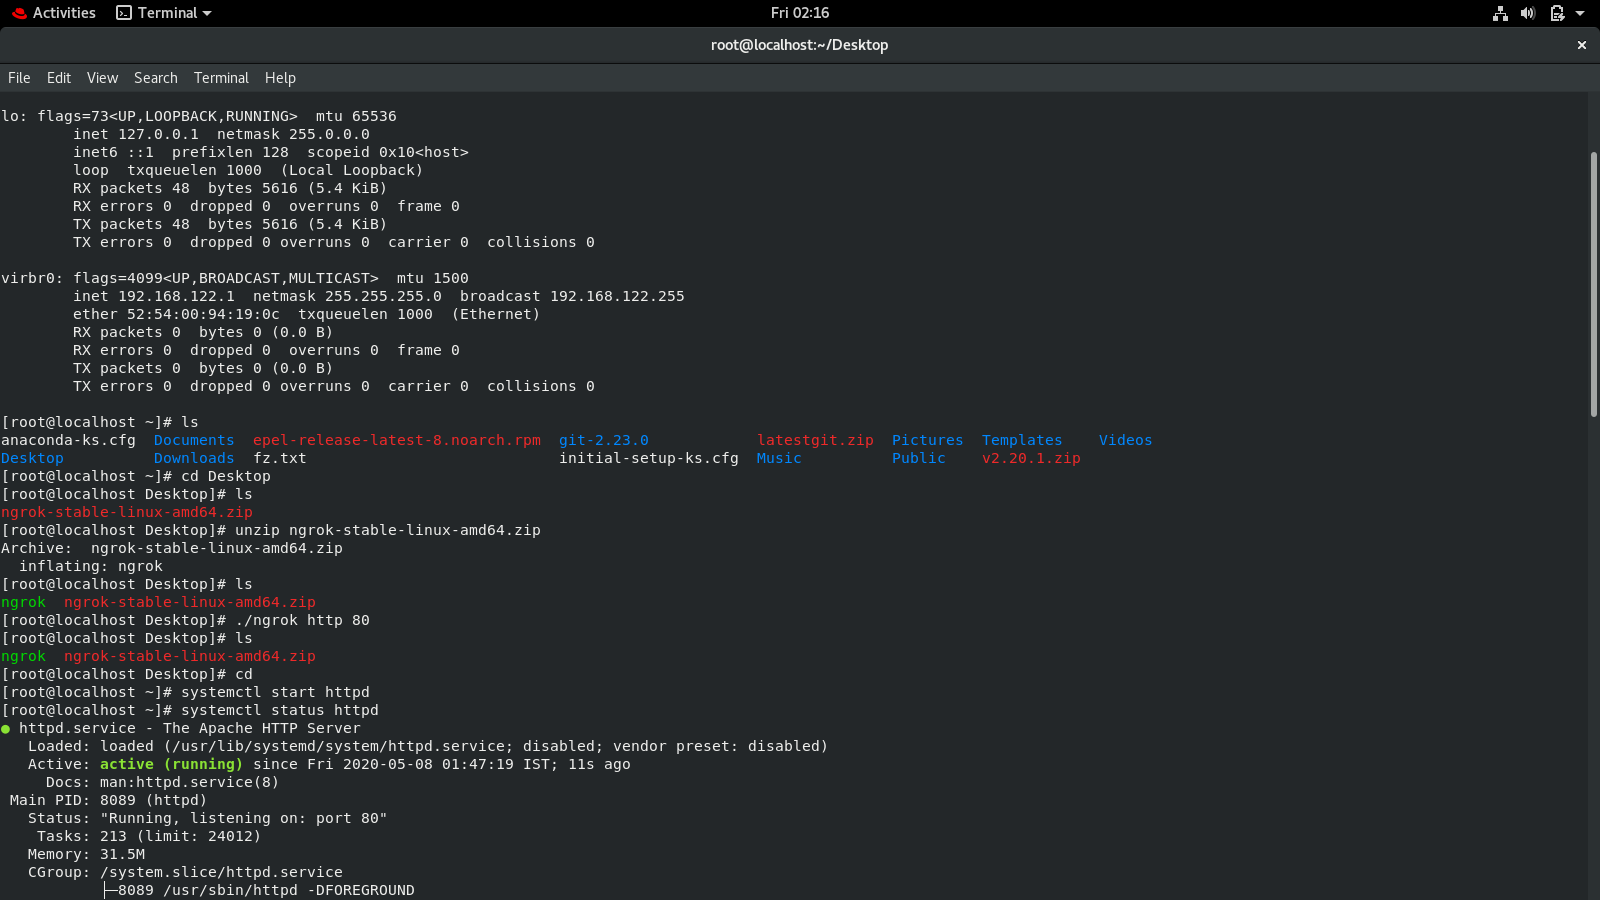 Activities Terminal Fri 02:16
root@localhost:~/Desktop ×
File Edit View Search Terminal Help
lo: flags=73<UP,LOOPBACK,RUNNING>  mtu 65536
        inet 127.0.0.1  netmask 255.0.0.0
        inet6 ::1  prefixlen 128  scopeid 0x10<host>
        loop  txqueuelen 1000  (Local Loopback)
        RX packets 48  bytes 5616 (5.4 KiB)
        RX errors 0  dropped 0  overruns 0  frame 0
        TX packets 48  bytes 5616 (5.4 KiB)
        TX errors 0  dropped 0 overruns 0  carrier 0  collisions 0
virbr0: flags=4099<UP,BROADCAST,MULTICAST>  mtu 1500
        inet 192.168.122.1  netmask 255.255.255.0  broadcast 192.168.122.255
        ether 52:54:00:94:19:0c  txqueuelen 1000  (Ethernet)
        RX packets 0  bytes 0 (0.0 B)
        RX errors 0  dropped 0  overruns 0  frame 0
        TX packets 0  bytes 0 (0.0 B)
        TX errors 0  dropped 0 overruns 0  carrier 0  collisions 0
[root@localhost ~]# ls
anaconda-ks.cfg  Documents  epel-release-latest-8.noarch.rpm  git-2.23.0            latestgit.zip  Pictures  Templates    Videos
Desktop          Downloads  fz.txt                            initial-setup-ks.cfg  Music          Public    v2.20.1.zip
[root@localhost ~]# cd Desktop
[root@localhost Desktop]# ls
ngrok-stable-linux-amd64.zip
[root@localhost Desktop]# unzip ngrok-stable-linux-amd64.zip
Archive:  ngrok-stable-linux-amd64.zip
  inflating: ngrok
[root@localhost Desktop]# ls
ngrok  ngrok-stable-linux-amd64.zip
[root@localhost Desktop]# ./ngrok http 80
[root@localhost Desktop]# ls
ngrok  ngrok-stable-linux-amd64.zip
[root@localhost Desktop]# cd
[root@localhost ~]# systemctl start httpd
[root@localhost ~]# systemctl status httpd
● httpd.service - The Apache HTTP Server
   Loaded: loaded (/usr/lib/systemd/system/httpd.service; disabled; vendor preset: disabled)
   Active: active (running) since Fri 2020-05-08 01:47:19 IST; 11s ago
     Docs: man:httpd.service(8)
 Main PID: 8089 (httpd)
   Status: "Running, listening on: port 80"
    Tasks: 213 (limit: 24012)
   Memory: 31.5M
   CGroup: /system.slice/httpd.service
           ├─8089 /usr/sbin/httpd -DFOREGROUND